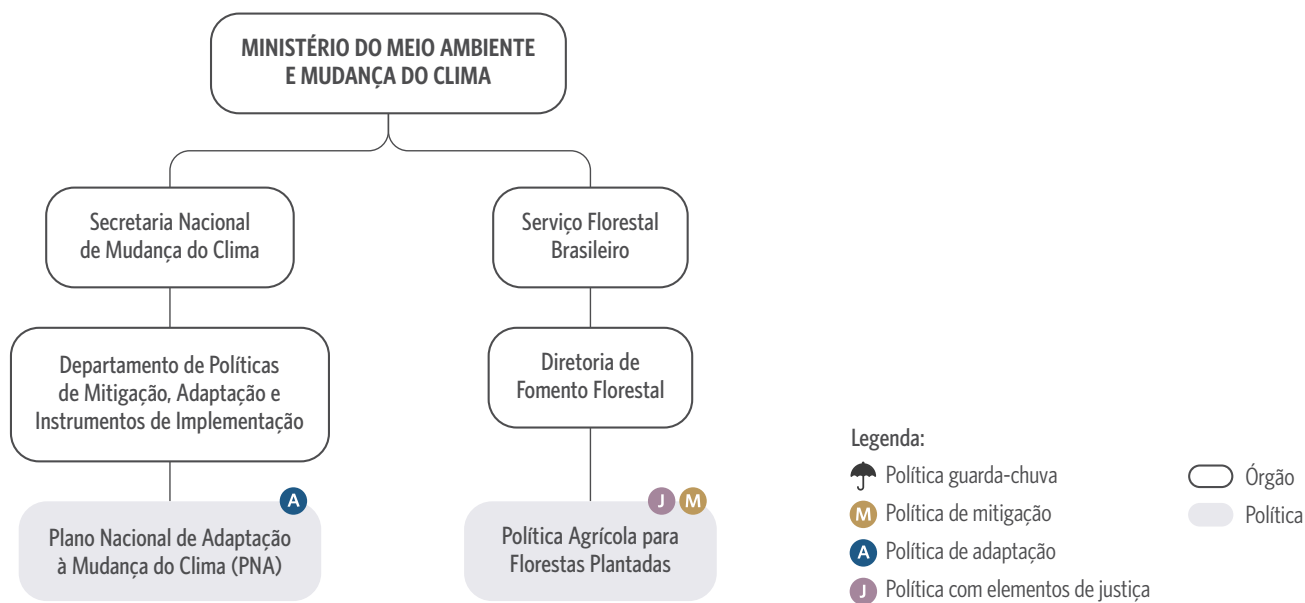 MINISTÉRIO DO MEIO AMBIENTE
E MUDANÇA DO CLIMA
Secretaria Nacional
de Mudança do Clima
Serviço Florestal
Brasileiro
Departamento de Políticas
de Mitigação, Adaptação e
Instrumentos de Implementação
Diretoria de
Fomento Florestal
A
Plano Nacional de Adaptação
à Mudança do Clima (PNA)
J M
Política Agrícola para
Florestas Plantadas
Legenda:
Política guarda-chuva
M Política de mitigação
A Política de adaptação
J Política com elementos de justiça
Órgão
Política